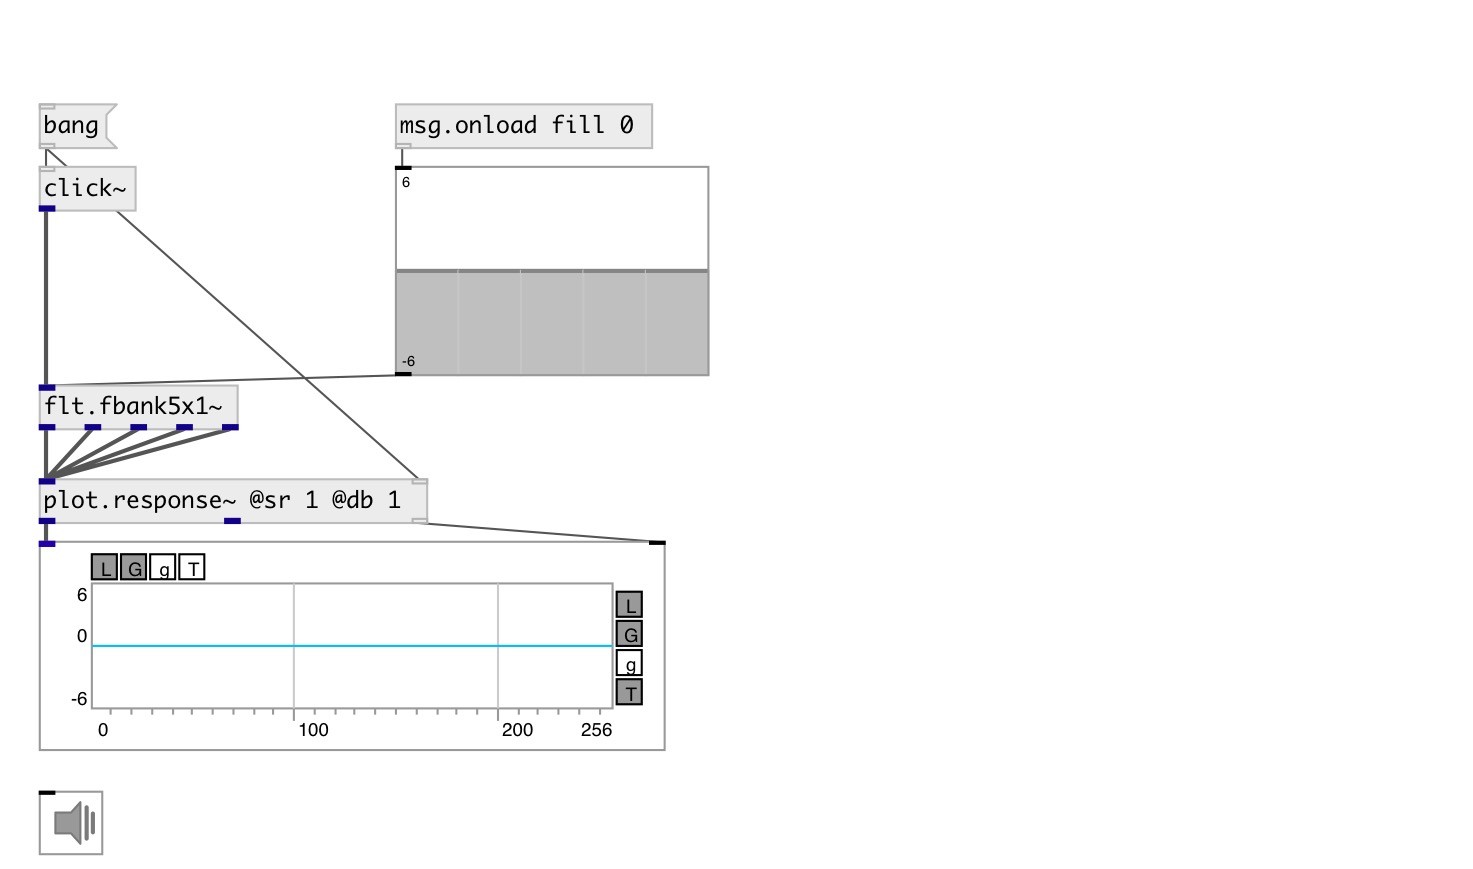 bang
msg.onload fill 0
click~
6
-6
flt.fbank5x1~
plot.response~ @sr 1 @db 1
L G g T
6
0
-6
L
G
g
T
0 100 200 256